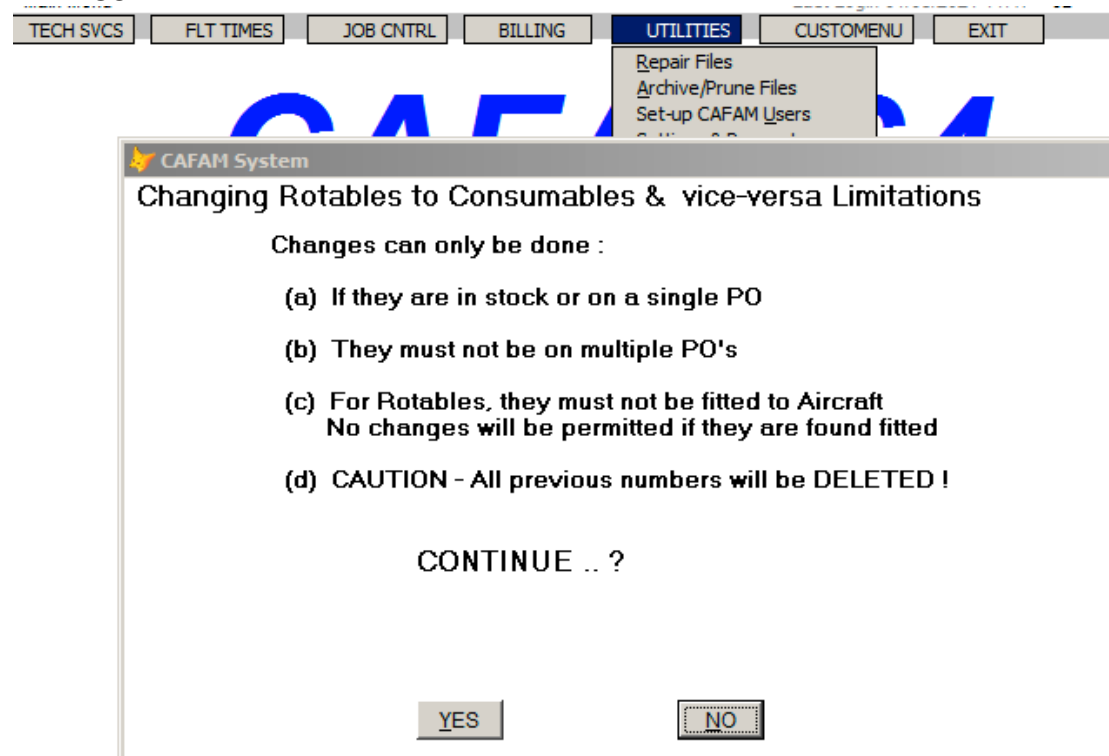 TECH SVCS FLT TIMES JOB CNTRL BILLING UTILITIES CUSTOMENU EXIT
Repair Files
Archive/Prune Files
Set-up CAFAM Users
CAFAM System
Changing Rotables to Consumables & vice-versa Limitations
Changes can only be done :
(a) If they are in stock or on a single PO
(b) They must not be on multiple PO's
(c) For Rotables, they must not be fitted to Aircraft
No changes will be permitted if they are found fitted
(d) CAUTION - All previous numbers will be DELETED !
CONTINUE .. ?
YES NO